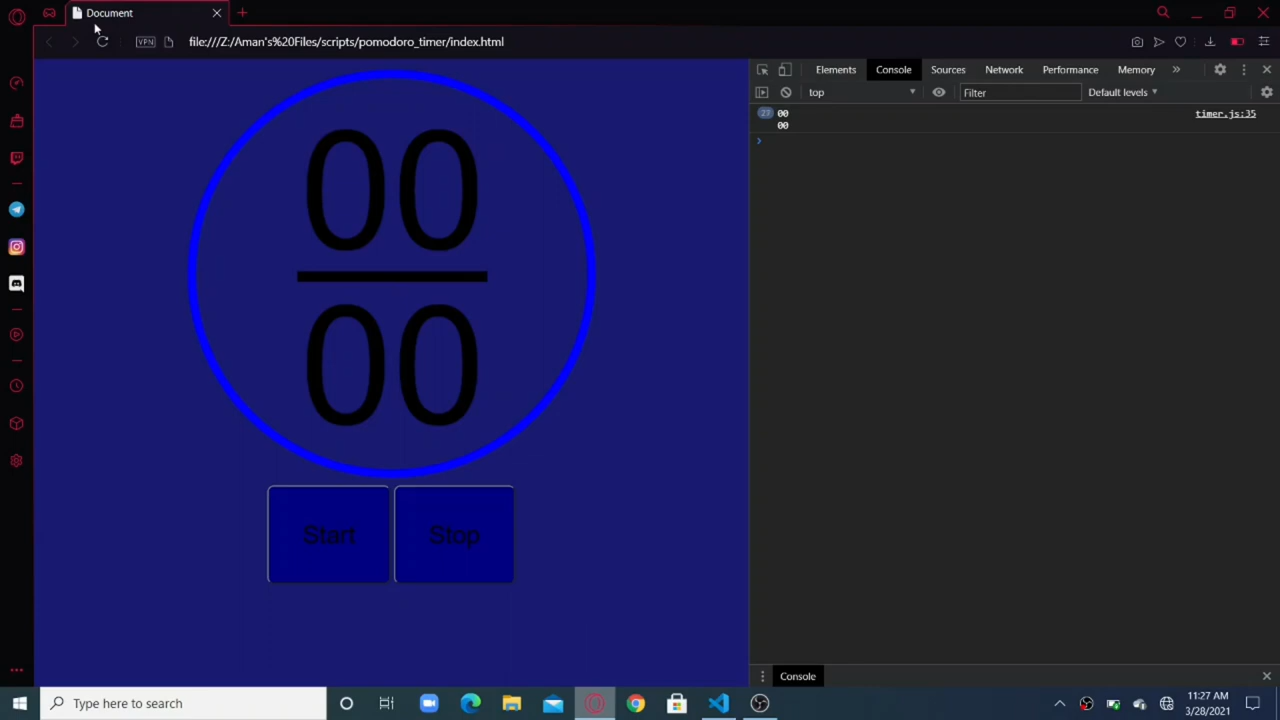 Document
VPN
file:///Z:/Aman's%20Files/scripts/pomodoro_timer/index.html
Elements Console Sources Network Performance Memory »
top Filter Default levels
27 00 timer.js:35
00
00
00
Start Stop
Console
Type here to search
11:27 AM
3/28/2021